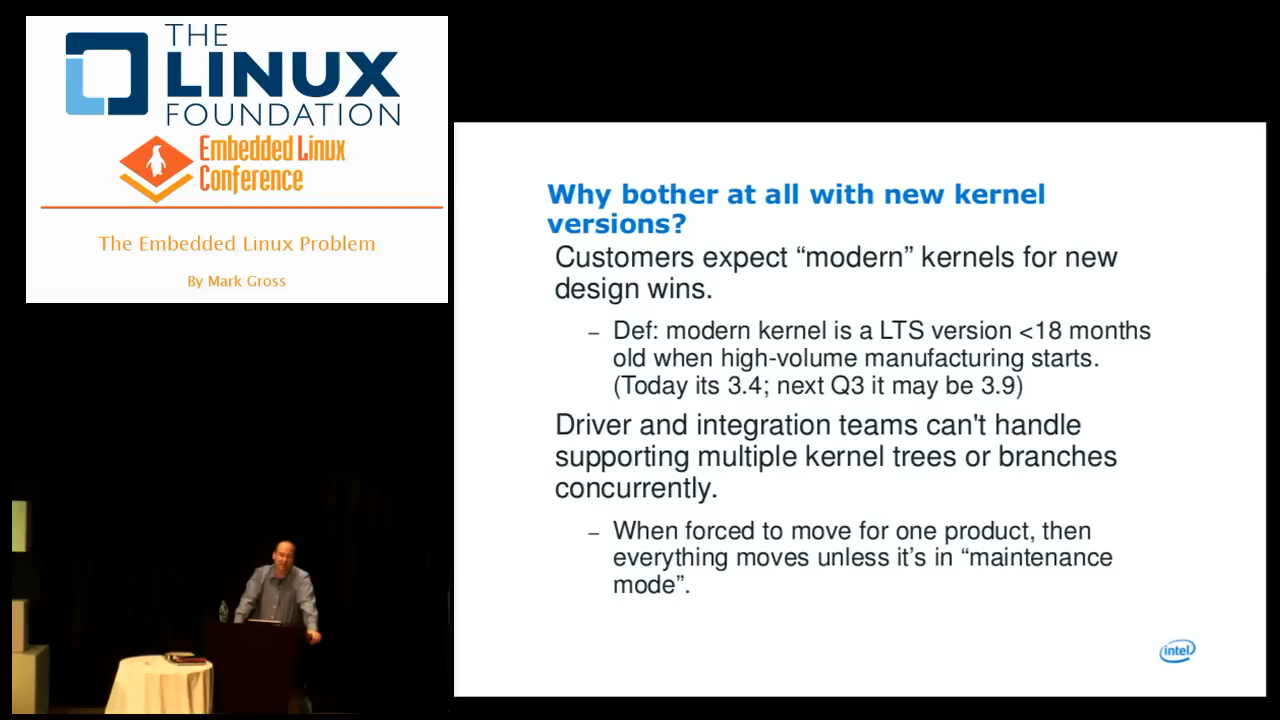 THE
LINUX
FOUNDATION
Embedded Linux
Conference
The Embedded Linux Problem
By Mark Gross
Why bother at all with new kernel
versions?
Customers expect “modern” kernels for new
design wins.
– Def: modern kernel is a LTS version <18 months
old when high-volume manufacturing starts.
(Today its 3.4; next Q3 it may be 3.9)
Driver and integration teams can't handle
supporting multiple kernel trees or branches
concurrently.
– When forced to move for one product, then
everything moves unless it’s in “maintenance
mode”.
intel